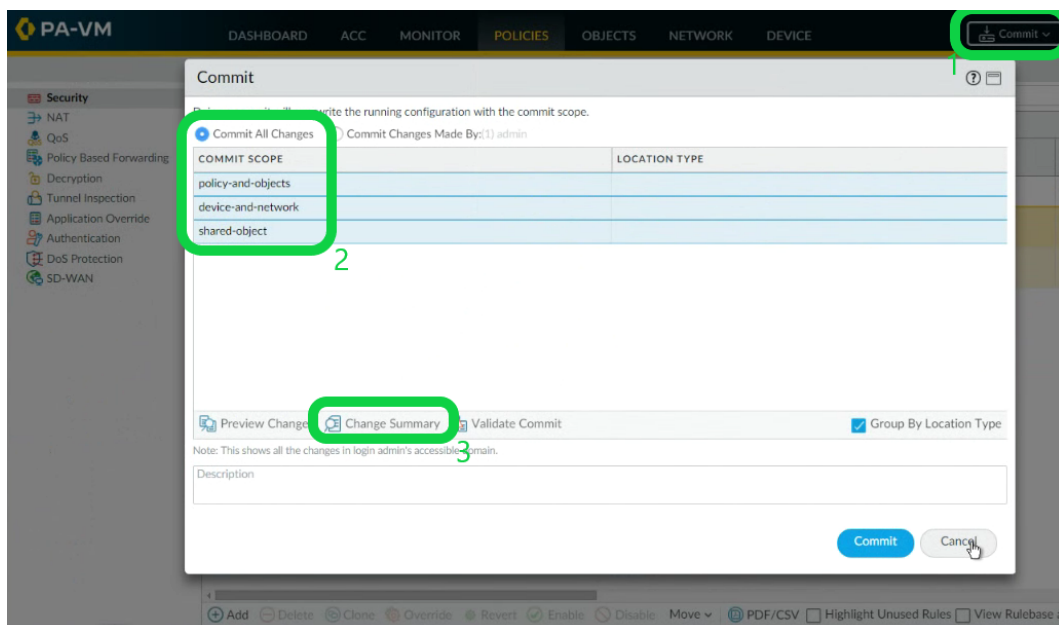 PA-VM
DASHBOARD ACC MONITOR POLICIES OBJECTS NETWORK DEVICE
Commit
1
Commit
Security
NAT
QoS
Policy Based Forwarding
Decryption
Tunnel Inspection
Application Override
Authentication
DoS Protection
SD-WAN
write the running configuration with the commit scope.
Commit All Changes Commit Changes Made By:(1) admin
COMMIT SCOPE LOCATION TYPE
policy-and-objects
device-and-network
shared-object
2
Preview Change Change Summary Validate Commit Group By Location Type
Note: This shows all the changes in login admin's accessible domain.
3
Description
Commit Cancel
Add Delete Clone Override Revert Enable Disable Move PDF/CSV Highlight Unused Rules View Rulebase